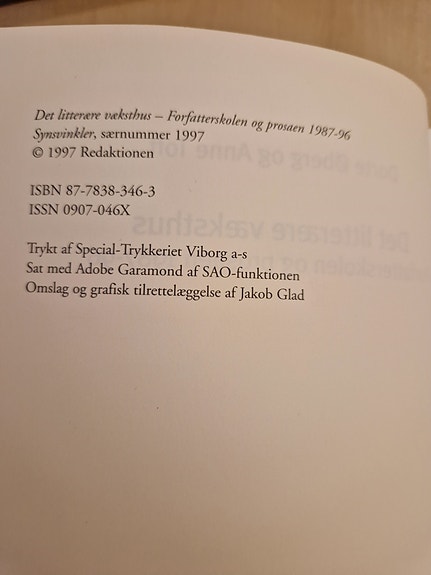 Det litterære væksthus – Forfatterskolen og prosaen 1987-96
Synsvinkler, særnummer 1997
© 1997 Redaktionen
ISBN 87-7838-346-3
ISSN 0907-046X
Trykt af Special-Trykkeriet Viborg a-s
Sat med Adobe Garamond af SAO-funktionen
Omslag og grafisk tilrettelæggelse af Jakob Glad